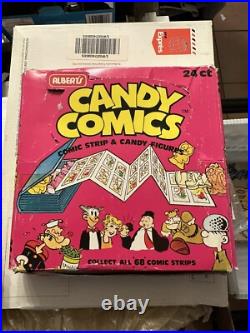 24 ct
ALBERT'S
CANDY
COMICS
COMIC STRIP & CANDY FIGURES
COLLECT ALL 68 COMIC STRIPS